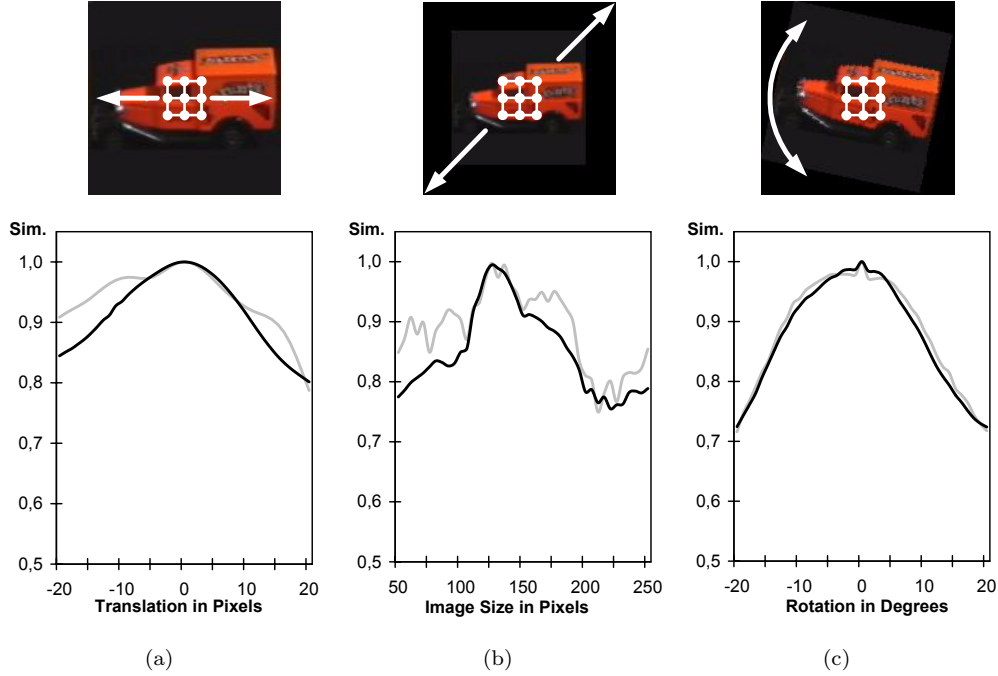 Sim.
1,0
0,9
0,8
0,7
0,6
0,5
-20 -10 0 10 20
Translation in Pixels
(a)
Sim.
1,0
0,9
0,8
0,7
0,6
0,5
50 100 150 200 250
Image Size in Pixels
(b)
Sim.
1,0
0,9
0,8
0,7
0,6
0,5
-20 -10 0 10 20
Rotation in Degrees
(c)